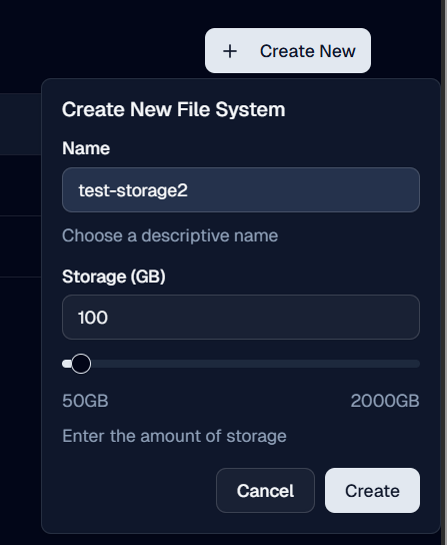 + Create New
Create New File System
Name
test-storage2
Choose a descriptive name
Storage (GB)
100
50GB 2000GB
Enter the amount of storage
Cancel Create